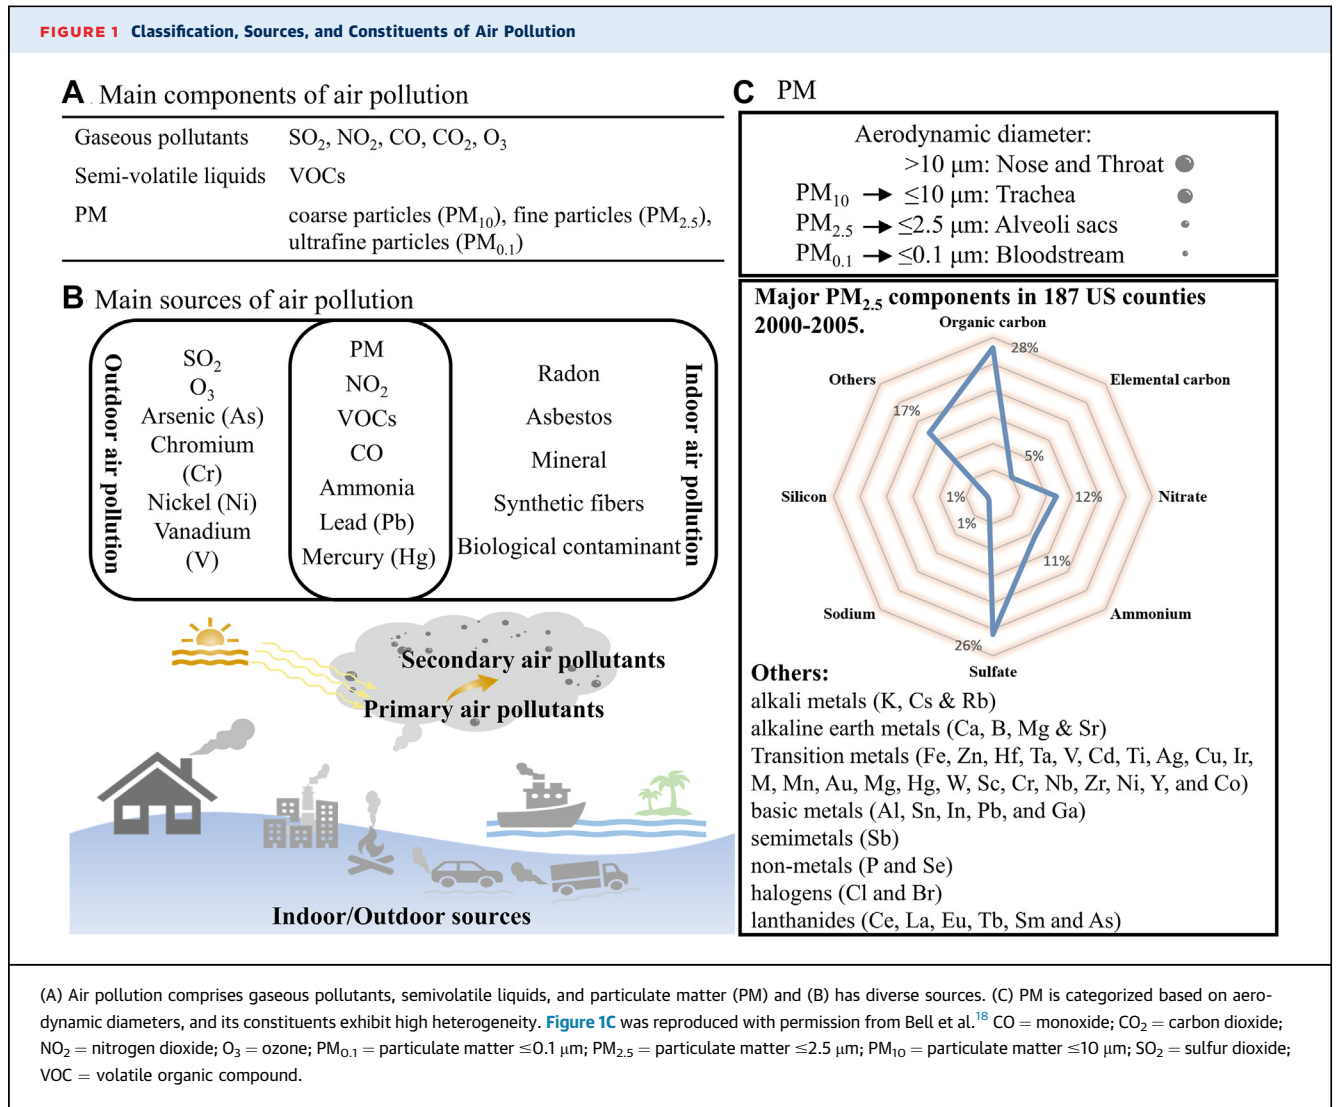 FIGURE 1 Classification, Sources, and Constituents of Air Pollution
A Main components of air pollution
Gaseous pollutants SO2, NO2, CO, CO2, O3
Semi-volatile liquids VOCs
PM coarse particles (PM10), fine particles (PM2.5),
ultrafine particles (PM0.1)
B Main sources of air pollution
Outdoor air pollution
SO2
O3
Arsenic (As)
Chromium
(Cr)
Nickel (Ni)
Vanadium
(V)
PM
NO2
VOCs
CO
Ammonia
Lead (Pb)
Mercury (Hg)
Radon
Asbestos
Mineral
Synthetic fibers
Biological contaminant
Indoor air pollution
Secondary air pollutants
Primary air pollutants
Indoor/Outdoor sources
C PM
Aerodynamic diameter:
>10 μm: Nose and Throat
PM10 → ≤10 μm: Trachea
PM2.5 → ≤2.5 μm: Alveoli sacs
PM0.1 → ≤0.1 μm: Bloodstream
Major PM2.5 components in 187 US counties
2000-2005.
Organic carbon
28%
Others
Elemental carbon
17%
5%
Silicon
1%
12%
Nitrate
1%
11%
Sodium
Ammonium
26%
Sulfate
Others:
alkali metals (K, Cs & Rb)
alkaline earth metals (Ca, B, Mg & Sr)
Transition metals (Fe, Zn, Hf, Ta, V, Cd, Ti, Ag, Cu, Ir,
M, Mn, Au, Mg, Hg, W, Sc, Cr, Nb, Zr, Ni, Y, and Co)
basic metals (Al, Sn, In, Pb, and Ga)
semimetals (Sb)
non-metals (P and Se)
halogens (Cl and Br)
lanthanides (Ce, La, Eu, Tb, Sm and As)
(A) Air pollution comprises gaseous pollutants, semivolatile liquids, and particulate matter (PM) and (B) has diverse sources. (C) PM is categorized based on aero-
dynamic diameters, and its constituents exhibit high heterogeneity. Figure 1C was reproduced with permission from Bell et al.18 CO = monoxide; CO2 = carbon dioxide;
NO2 = nitrogen dioxide; O3 = ozone; PM0.1 = particulate matter ≤0.1 μm; PM2.5 = particulate matter ≤2.5 μm; PM10 = particulate matter ≤10 μm; SO2 = sulfur dioxide;
VOC = volatile organic compound.